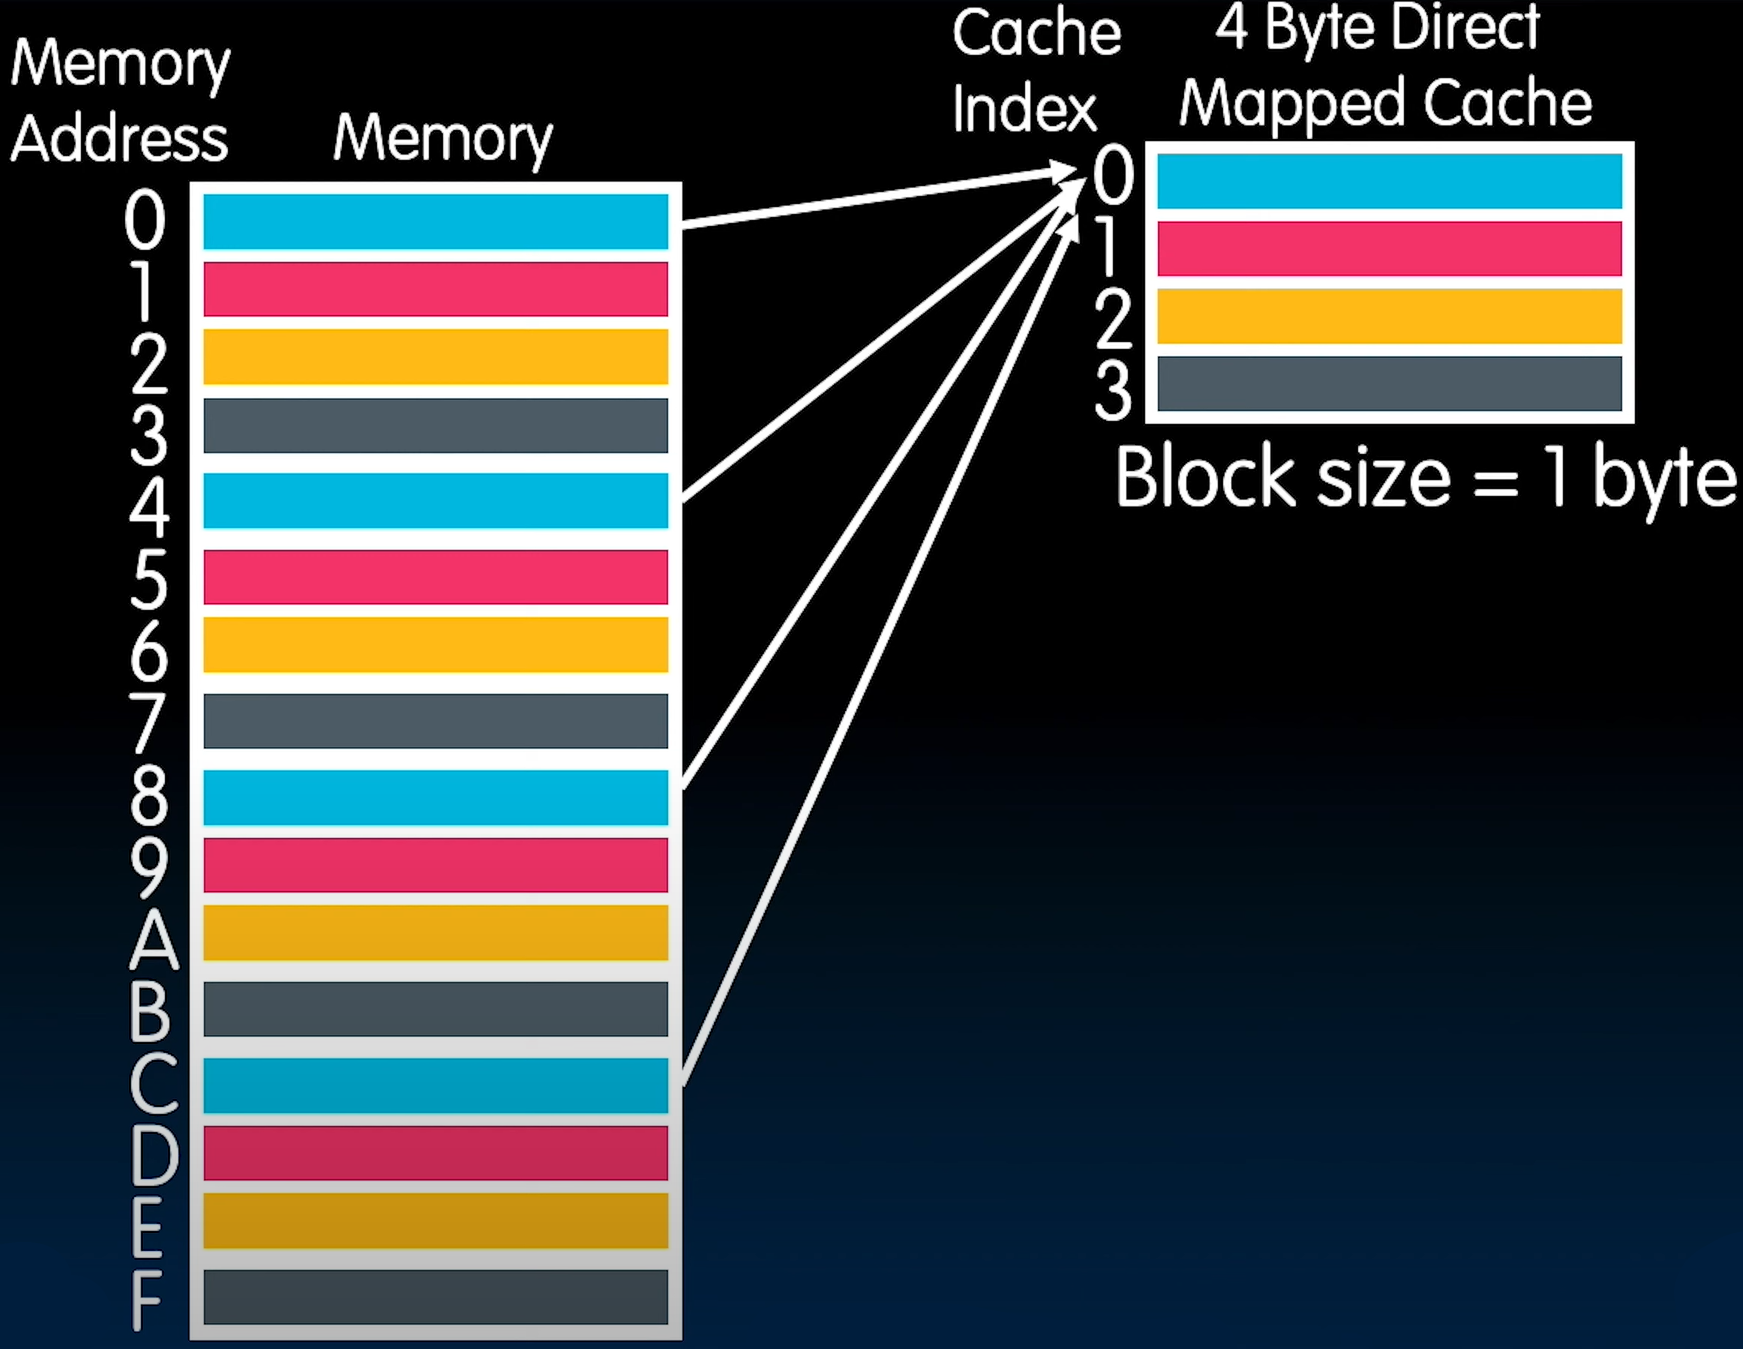 Memory
Address
Memory
0
1
2
3
4
5
6
7
8
9
A
B
C
D
E
F
Cache
Index
4 Byte Direct
Mapped Cache
0
1
2
3
Block size = 1 byte